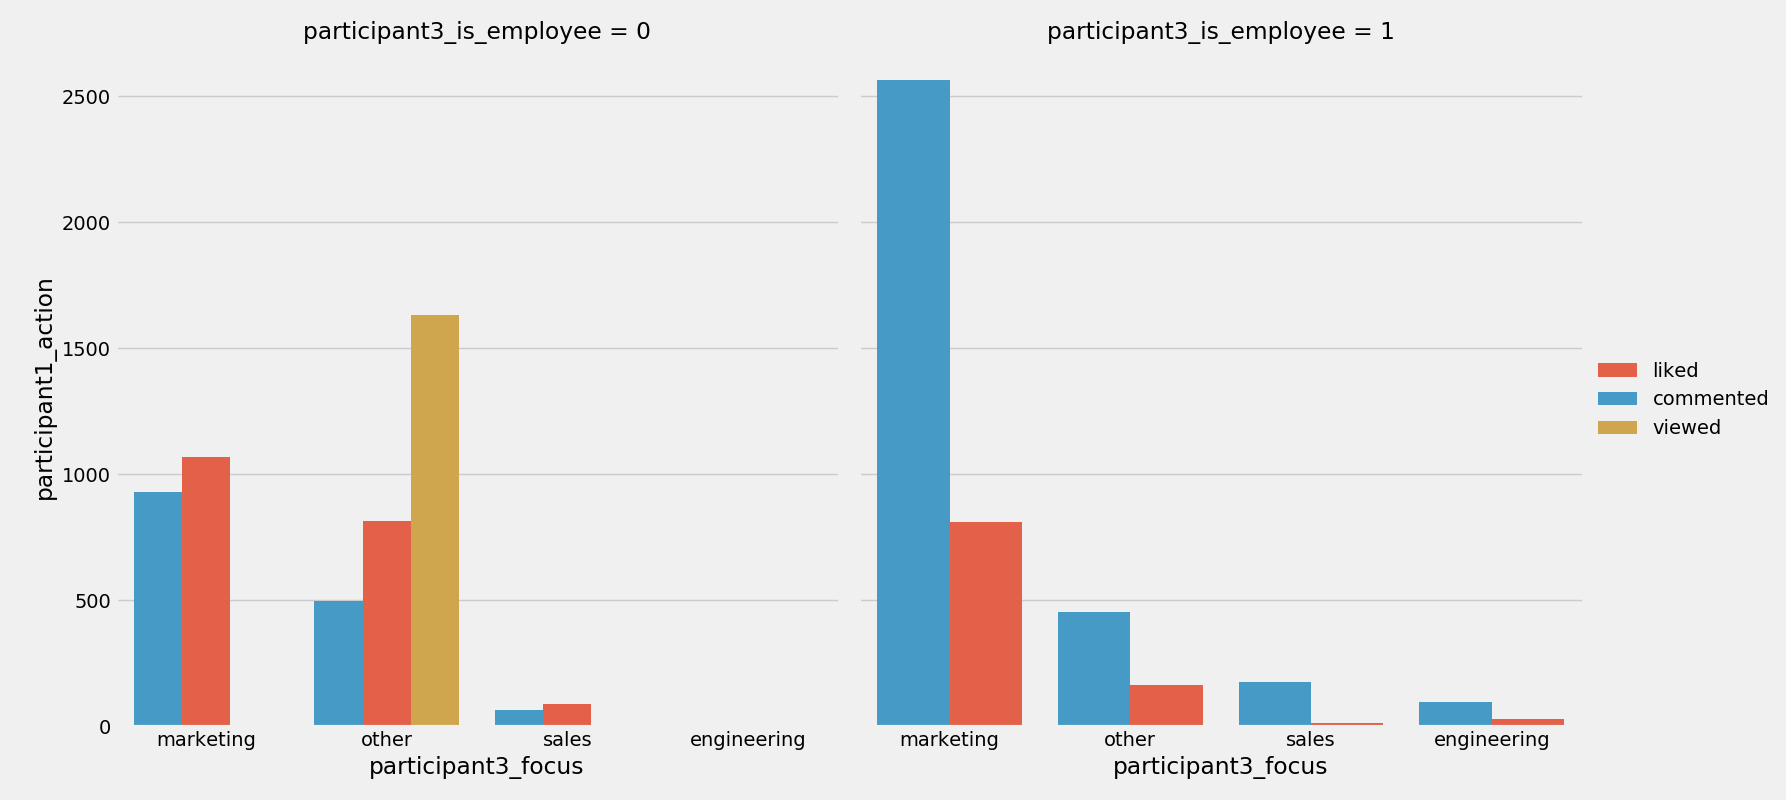 participant3_is_employee = 0
participant3_is_employee = 1
participant1_action
2500
2000
1500
1000
500
0
marketing other sales engineering
marketing other sales engineering
participant3_focus
participant3_focus
liked
commented
viewed